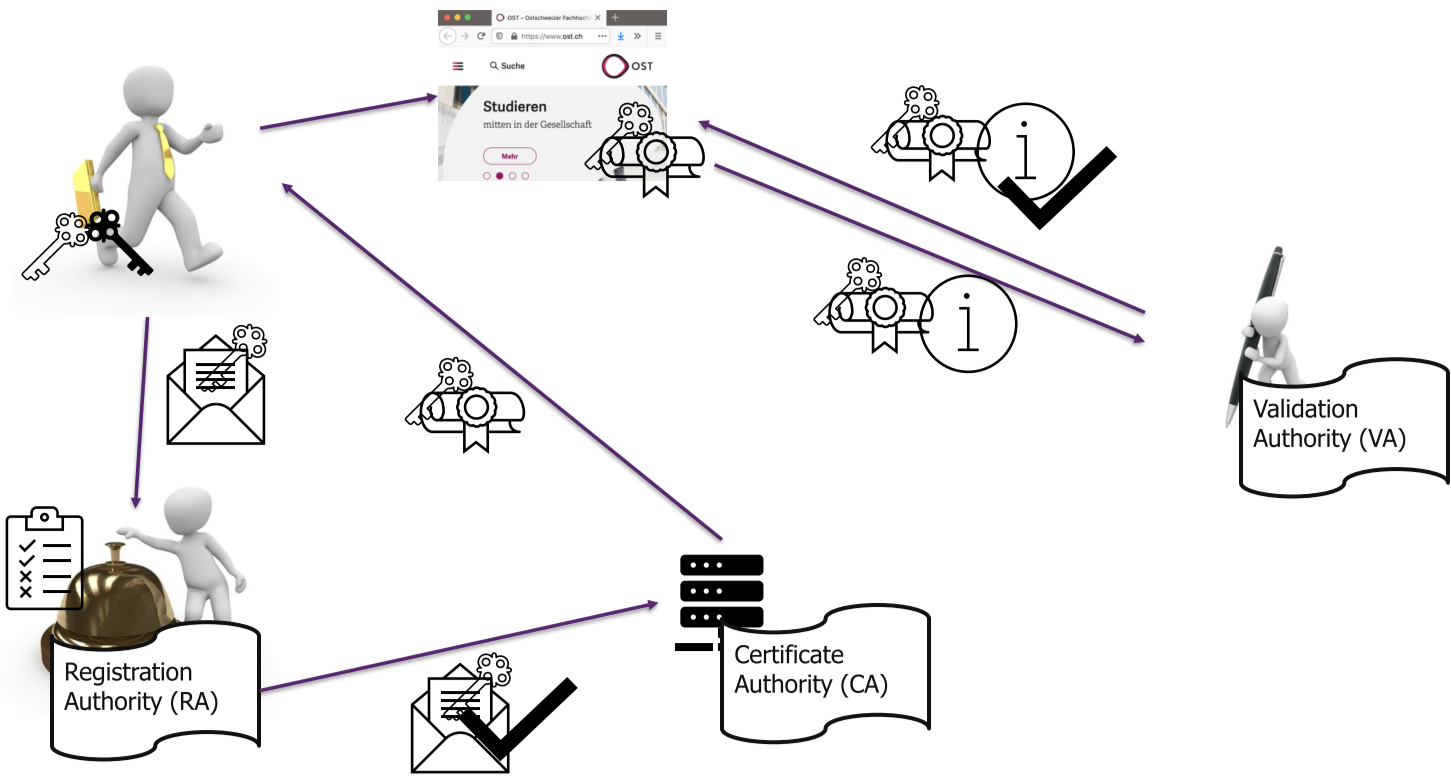 OST – Ostschweizer Fachhochs
https://www.ost.ch
Suche
OST
Studieren
mitten in der Gesellschaft
Mehr
i
i
Validation
Authority (VA)
Registration
Authority (RA)
Certificate
Authority (CA)